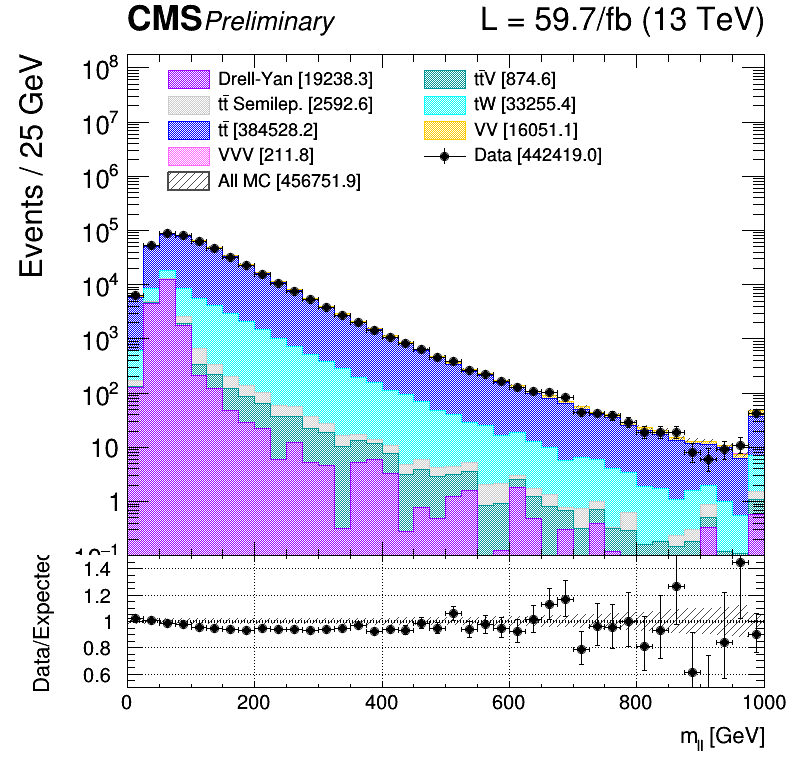 CMS Preliminary L = 59.7/fb (13 TeV)
Events / 25 GeV
10⁸
10⁷
10⁶
10⁵
10⁴
10³
10²
10
1
10⁻¹
Drell-Yan [19238.3]
tt̄ Semilep. [2592.6]
tt̄ [384528.2]
VVV [211.8]
All MC [456751.9]
tt̄V [874.6]
tW [33255.4]
VV [16051.1]
Data [442419.0]
Data/Expected
1.4
1.2
1
0.8
0.6
0 200 400 600 800 1000
m_ll [GeV]